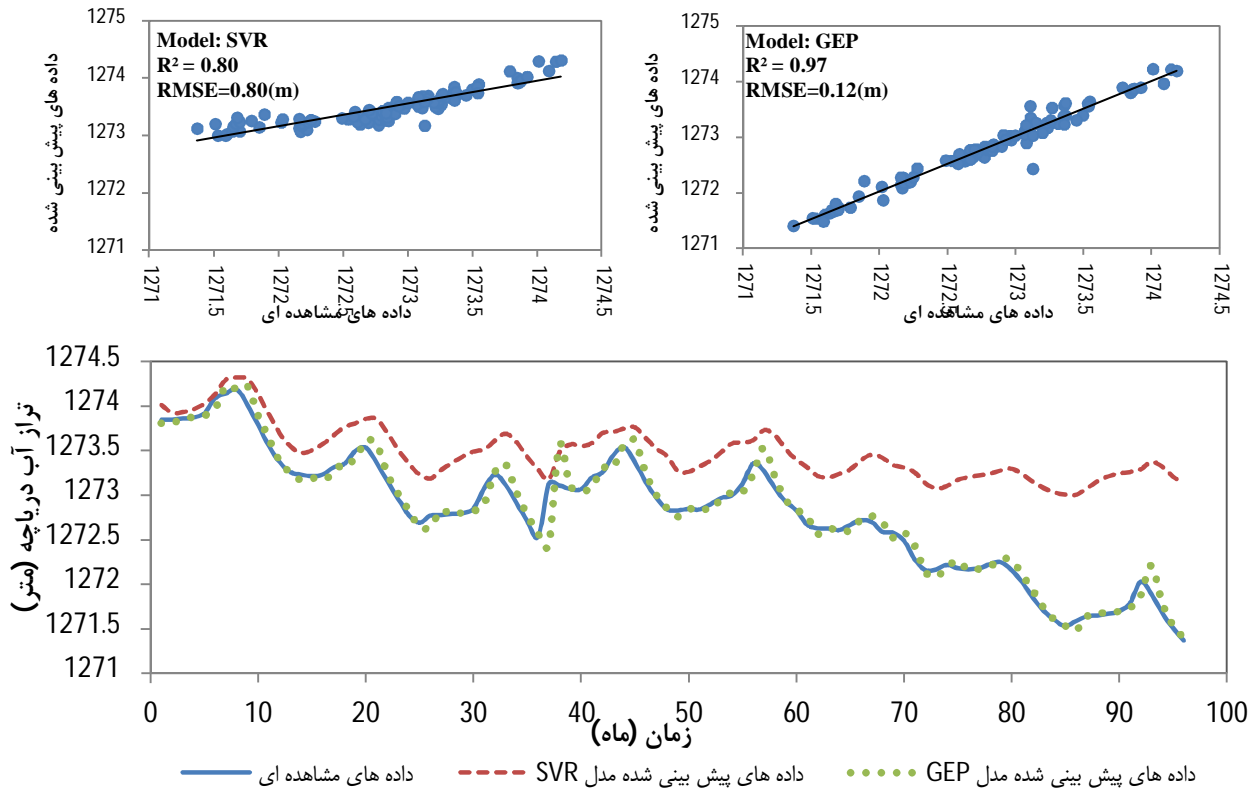 Model: SVR
R² = 0.80
RMSE=0.80(m)
1275
1274
1273
1272
1271
داده های پیش بینی شده
1271
1271.5
1272
1272.5
1273
1273.5
1274
1274.5
داده های مشاهده ای
Model: GEP
R² = 0.97
RMSE=0.12(m)
1275
1274
1273
1272
1271
داده های پیش بینی شده
1271
1271.5
1272
1272.5
1273
1273.5
1274
1274.5
داده های مشاهده ای
تراز آب دریاچه (متر)
1274.5
1274
1273.5
1273
1272.5
1272
1271.5
1271
0 10 20 30 40 50 60 70 80 90 100
زمان (ماه)
داده های مشاهده ای
داده های پیش بینی شده مدل SVR
داده های پیش بینی شده مدل GEP